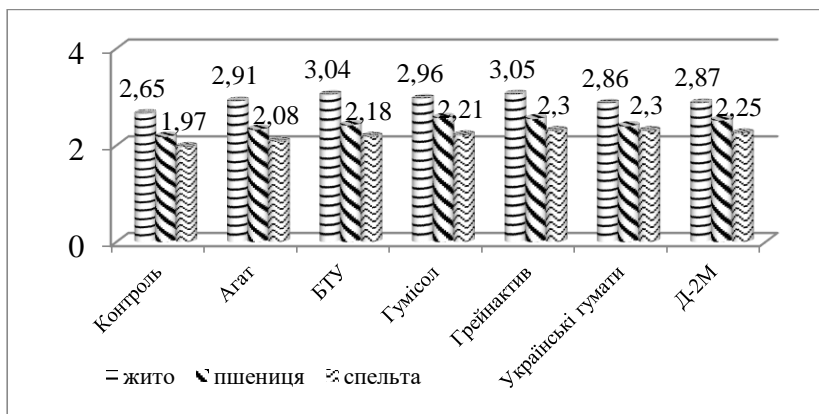 4
2
0
2,65
1,97
2,91
2,08
3,04
2,18
2,96
2,21
3,05
2,3
2,86
2,3
2,87
2,25
Контроль
Агат
БТУ
Гумісол
Грейнактив
Українські гумати
Д-2М
жито пшениця спельта